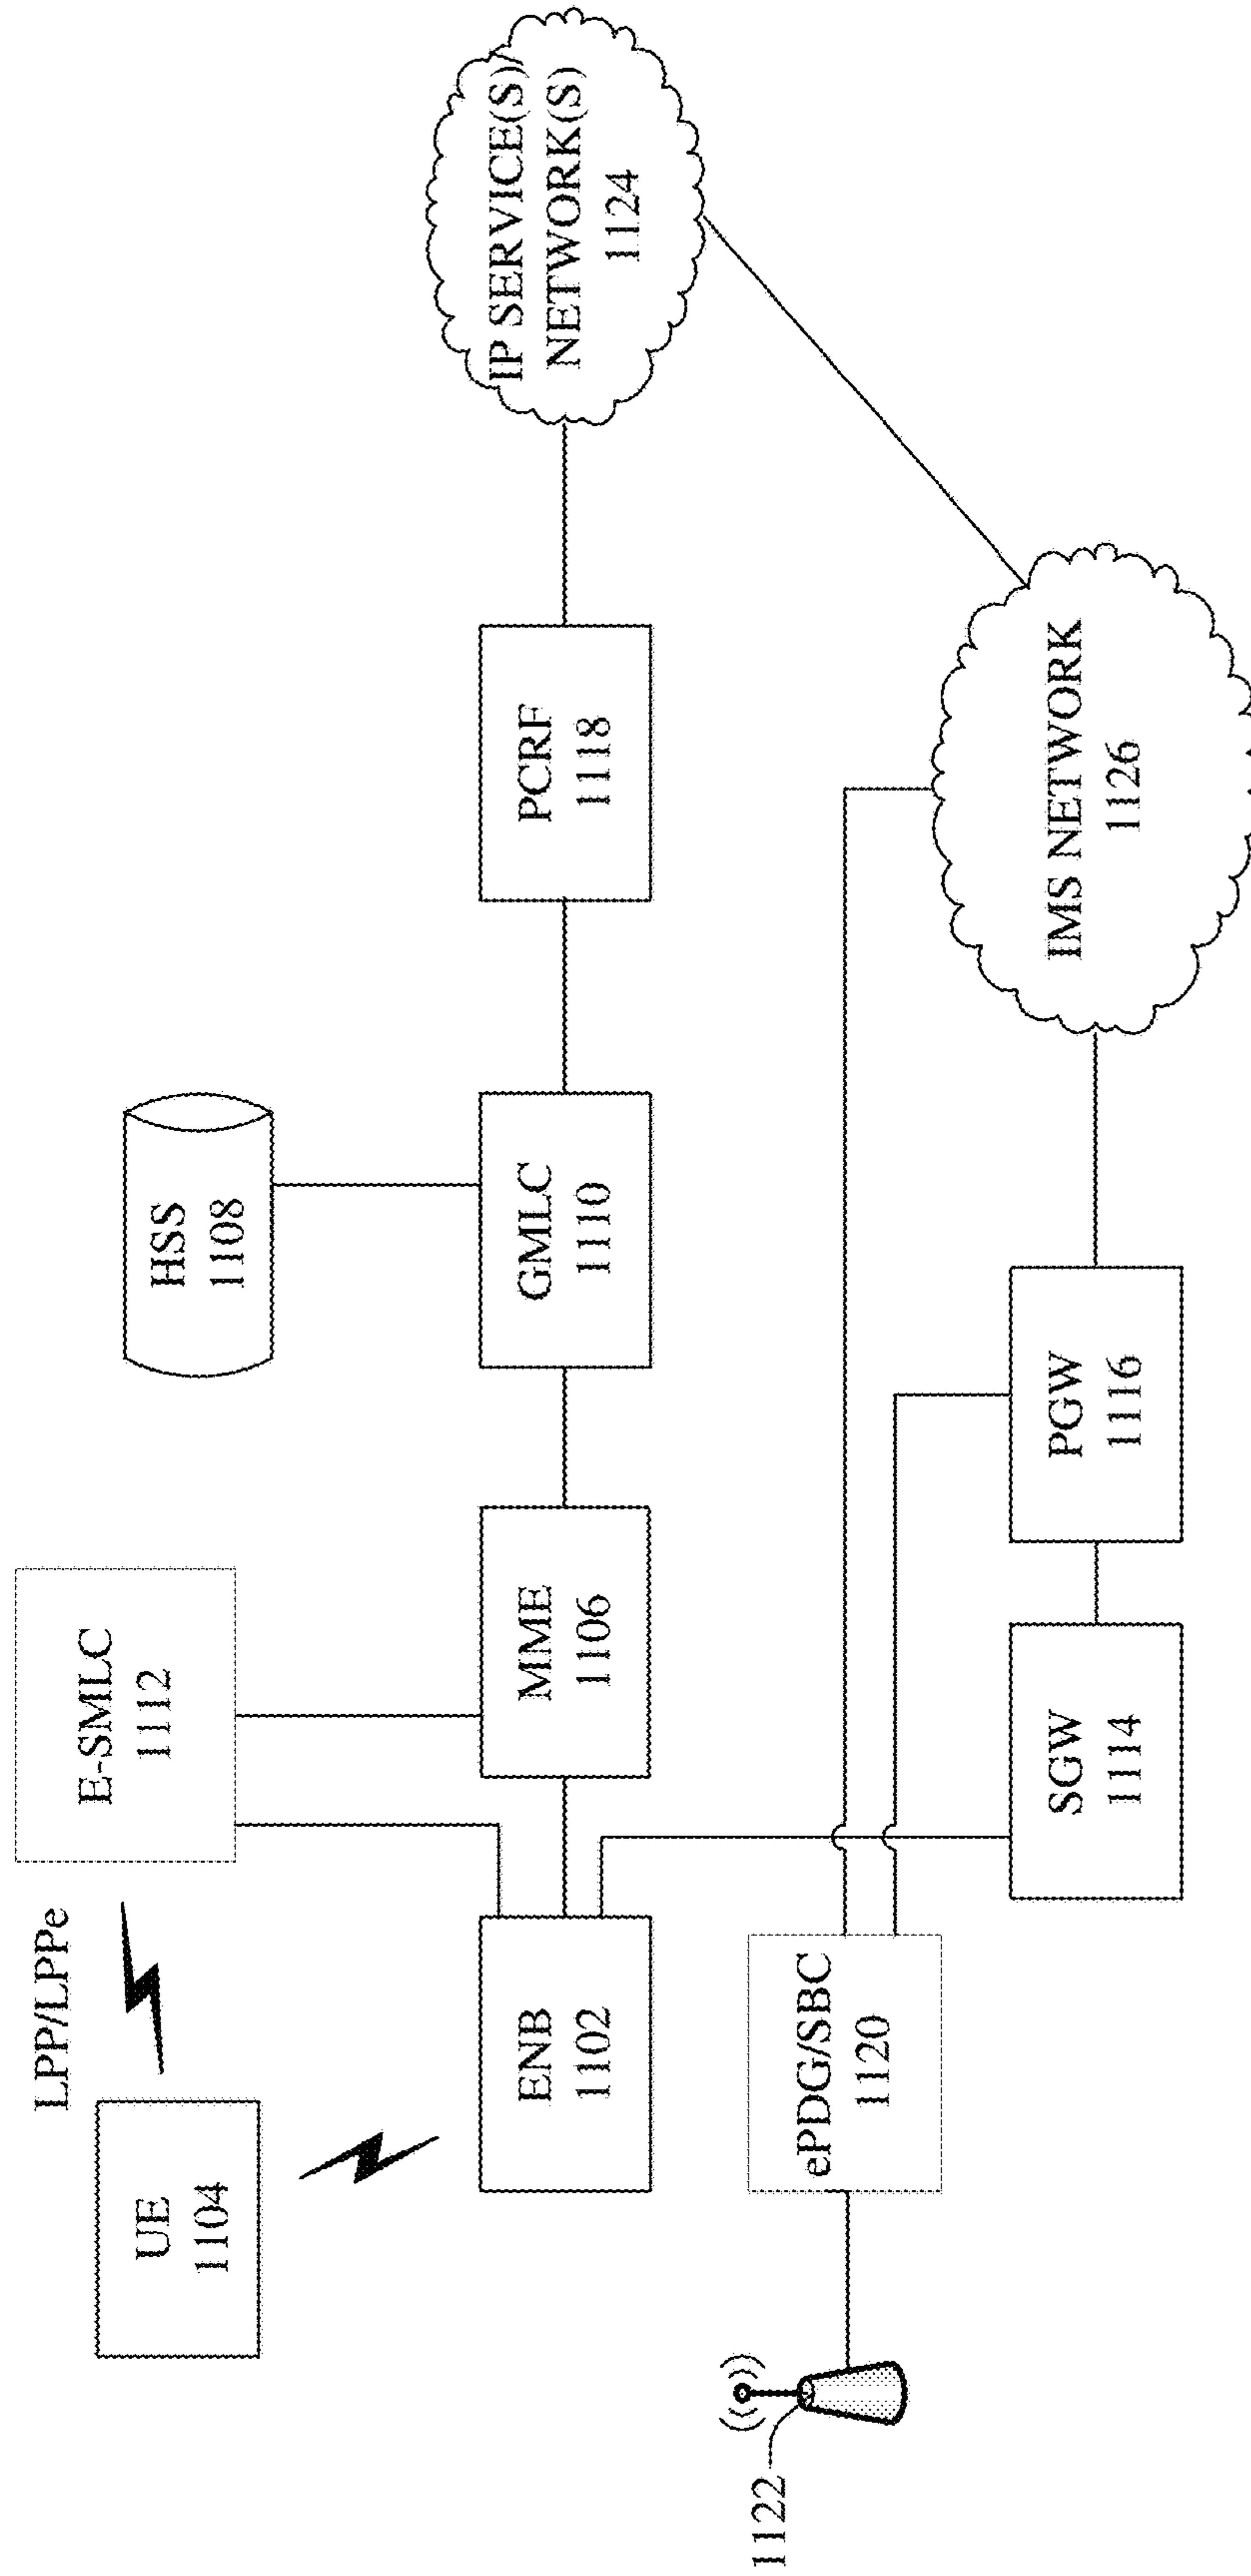 LPP/LPPe
E-SMLC
1112
UE
1104
HSS
1108
ENB
1102
MME
1106
GMLC
1110
PCRF
1118
IP SERVICE(S)/
NETWORK(S)
1124
1122
ePDG/SBC
1120
SGW
1114
PGW
1116
IMS NETWORK
1126